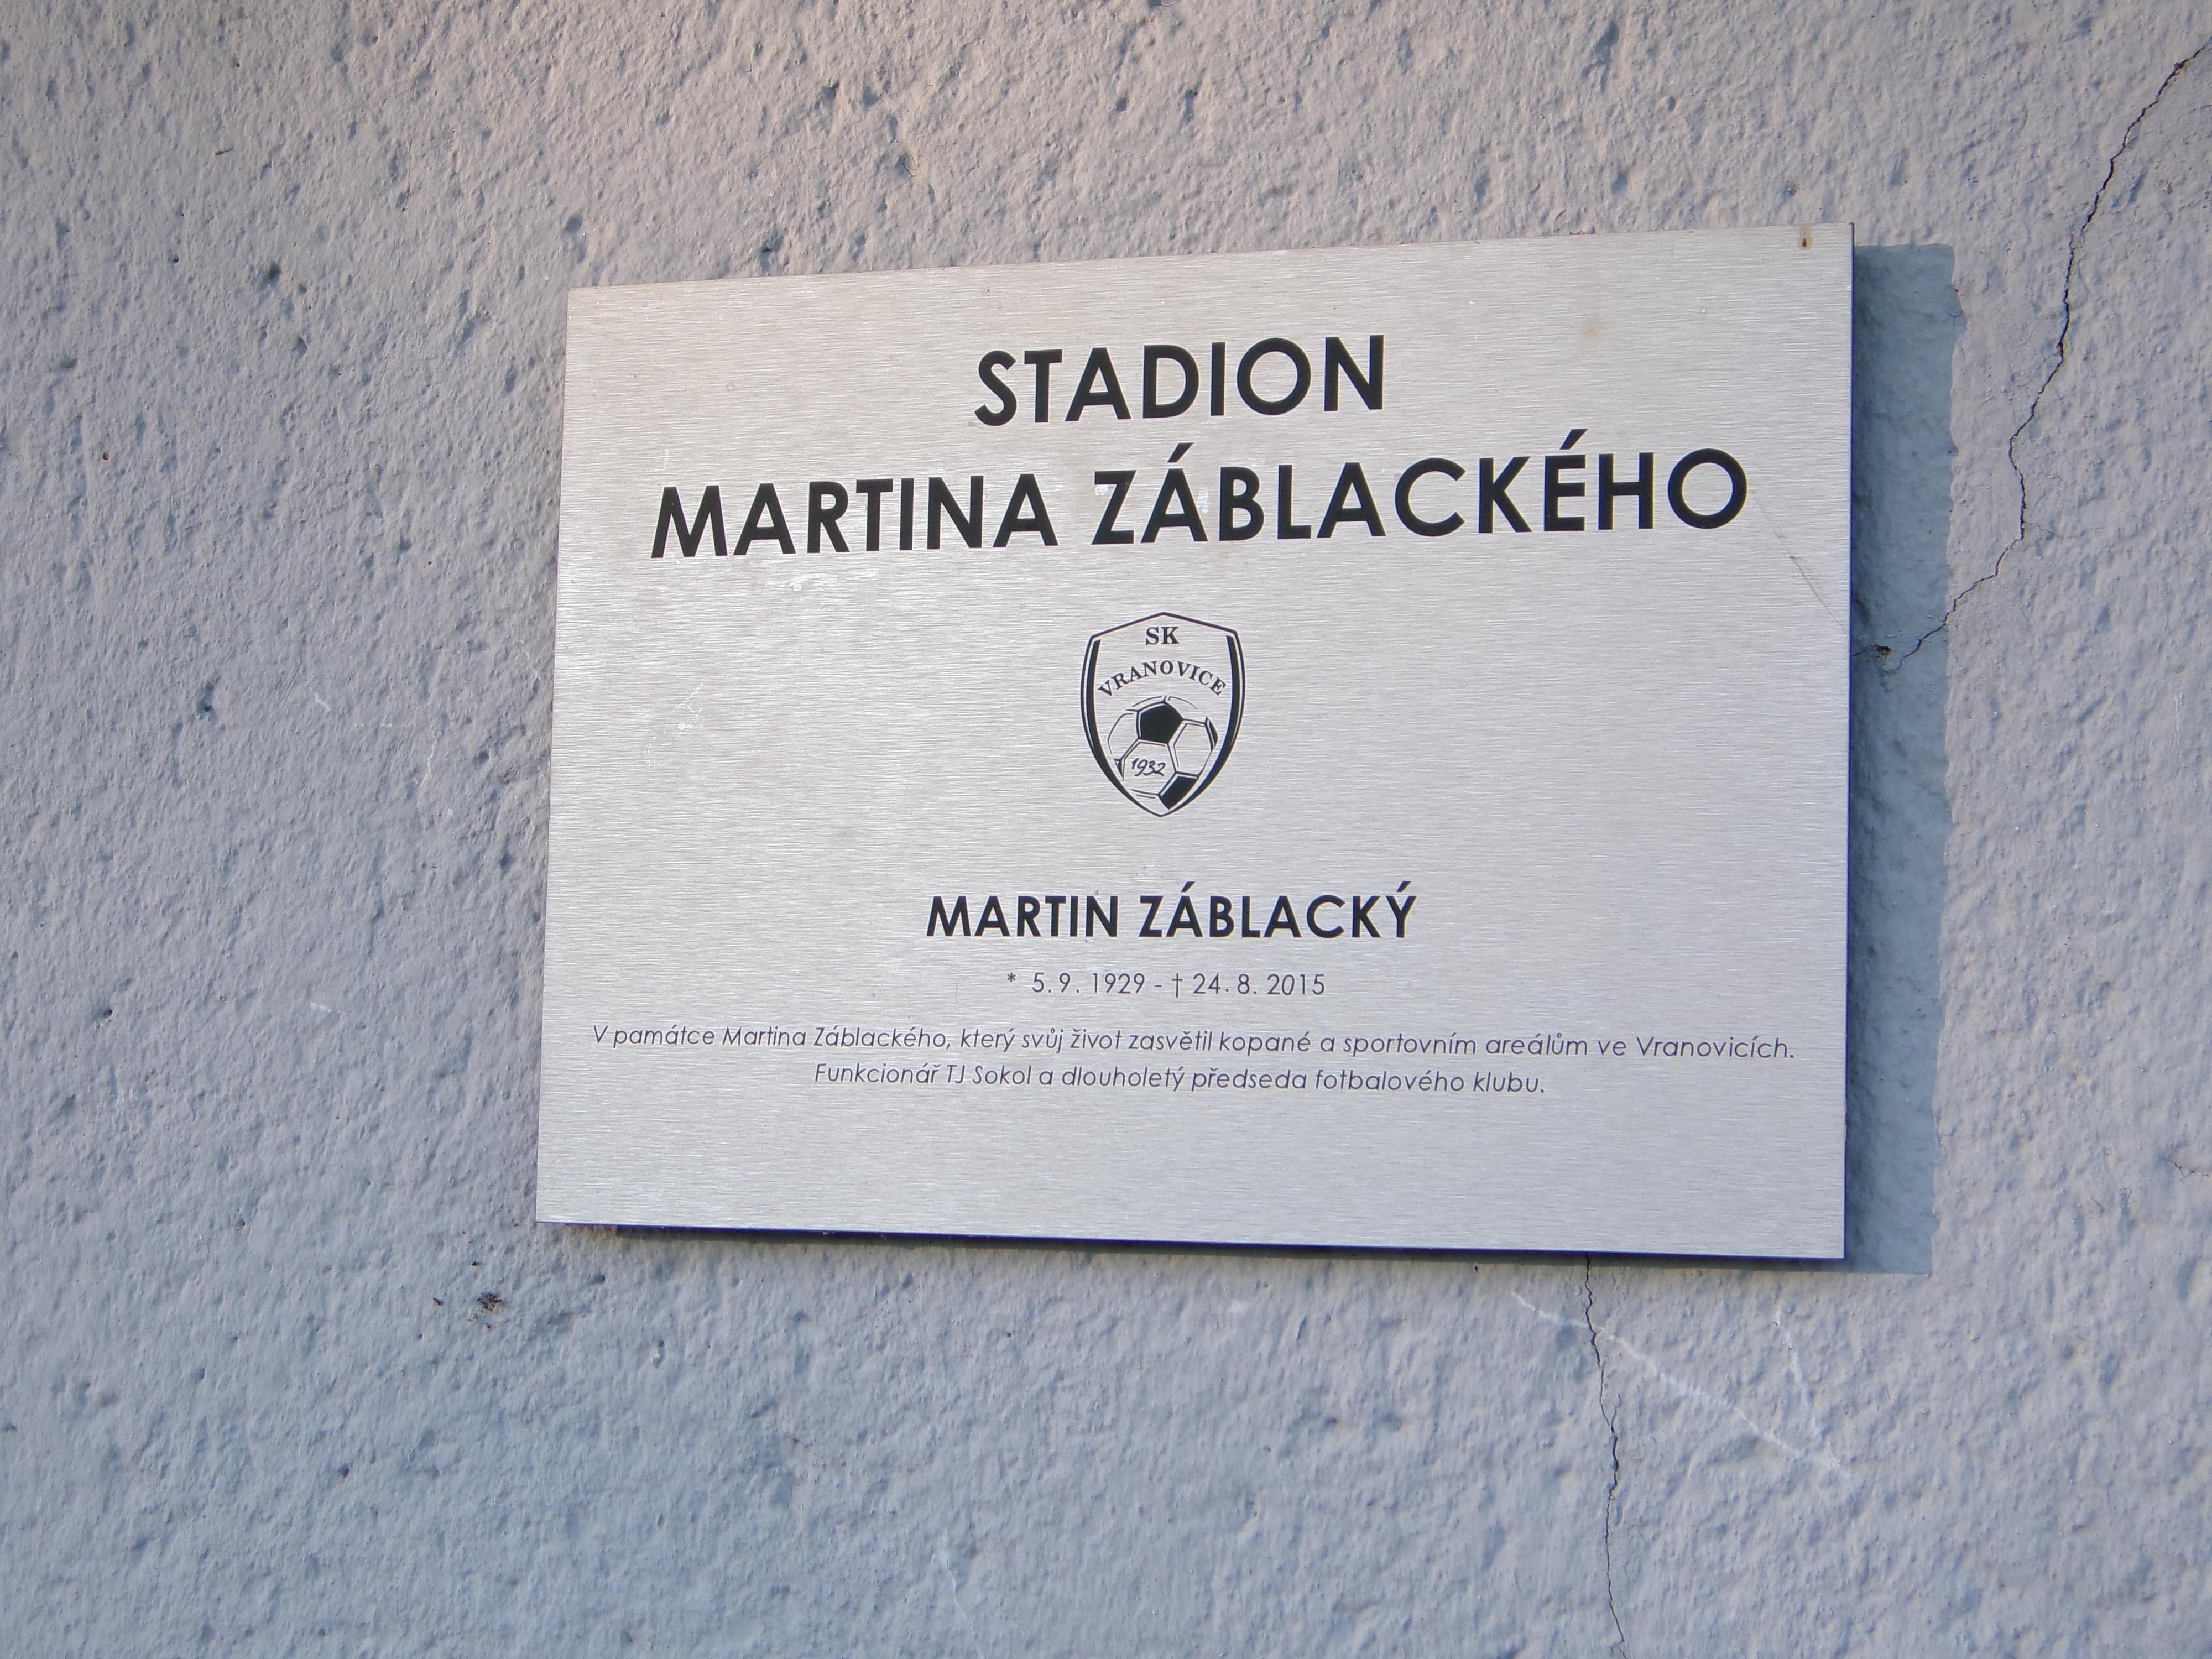 STADION
MARTINA ZÁBLACKÉHO
SK
VRANOVICE
1932
MARTIN ZÁBLACKÝ
* 5. 9. 1929 - † 24. 8. 2015
V památce Martina Záblackého, který svůj život zasvětil kopané a sportovním areálům ve Vranovicích.
Funkcionář TJ Sokol a dlouholetý předseda fotbalového klubu.